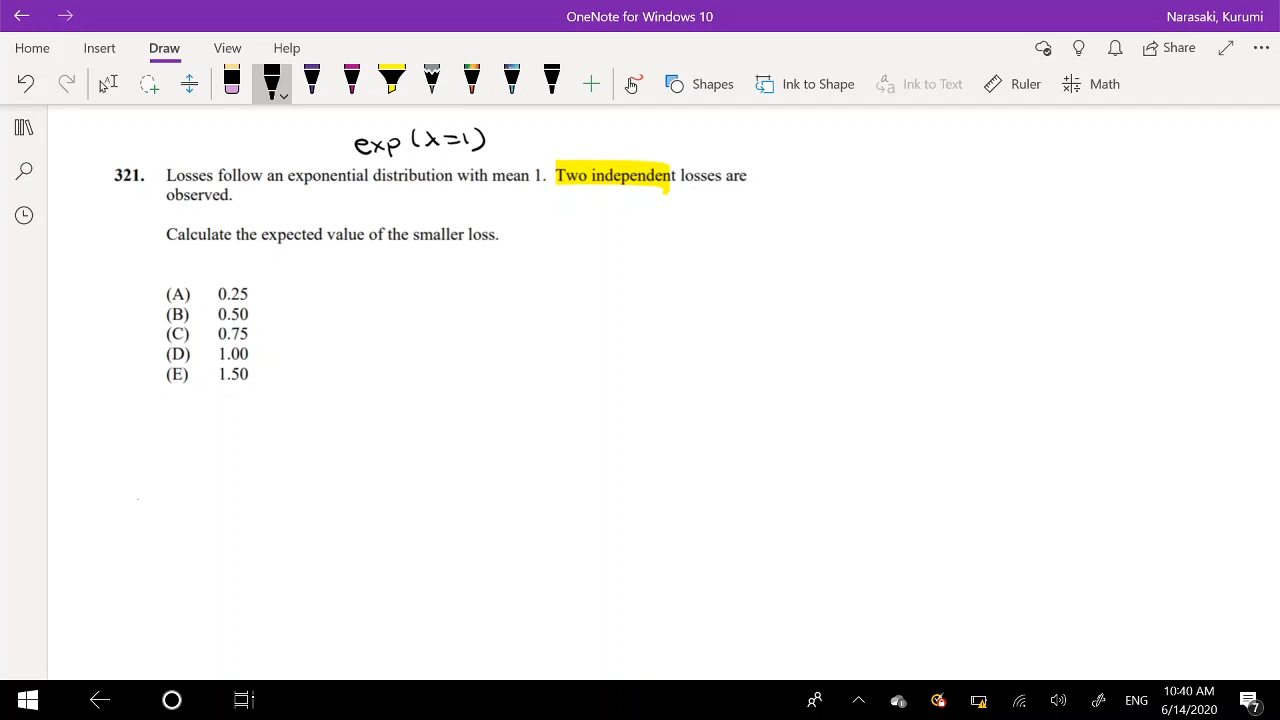 OneNote for Windows 10
Narasaki, Kurumi
Home Insert Draw View Help
Share
Shapes Ink to Shape Ink to Text Ruler Math
exp (λ=1)
321. Losses follow an exponential distribution with mean 1. Two independent losses are
observed.
Calculate the expected value of the smaller loss.
(A) 0.25
(B) 0.50
(C) 0.75
(D) 1.00
(E) 1.50
ENG
10:40 AM
6/14/2020
7